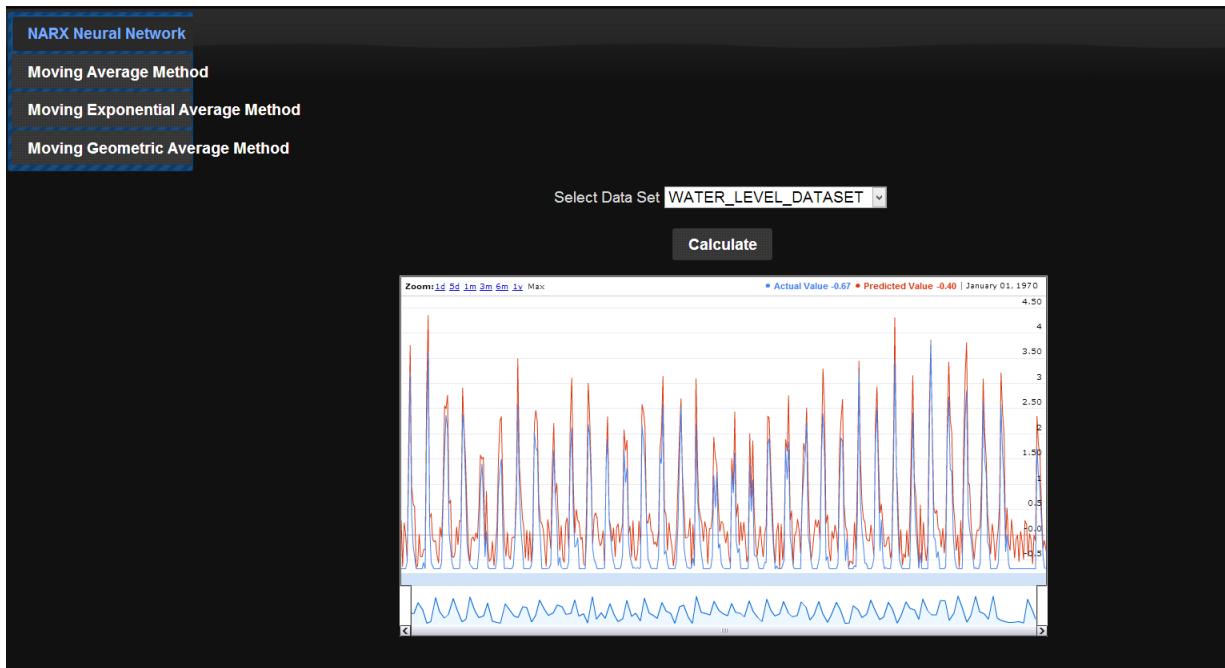 NARX Neural Network
Moving Average Method
Moving Exponential Average Method
Moving Geometric Average Method
Select Data Set WATER_LEVEL_DATASET
Calculate
Zoom: 1d 5d 1m 3m 6m 1y Max
Actual Value -0.67 Predicted Value -0.40 | January 01, 1970
4.50
4
3.50
3
2.50
2
1.50
1
0.5
0.0
-0.5